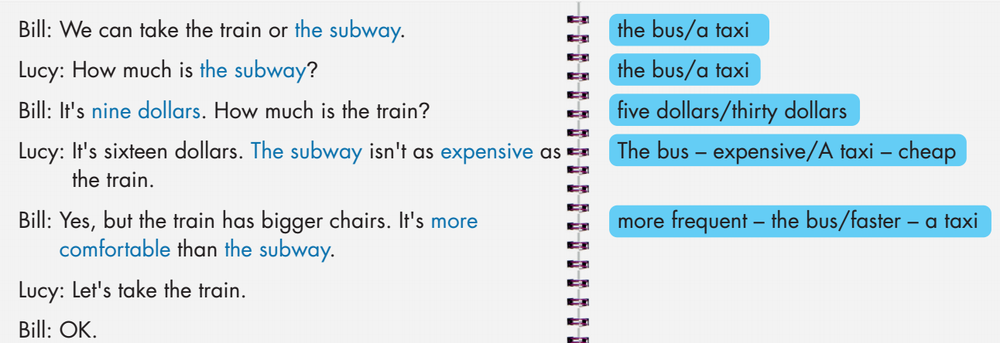 Bill: We can take the train or the subway.
the bus/a taxi
Lucy: How much is the subway?
the bus/a taxi
Bill: It's nine dollars. How much is the train?
five dollars/thirty dollars
Lucy: It's sixteen dollars. The subway isn't as expensive as
the train.
The bus – expensive/A taxi – cheap
Bill: Yes, but the train has bigger chairs. It's more
comfortable than the subway.
more frequent – the bus/faster – a taxi
Lucy: Let's take the train.
Bill: OK.